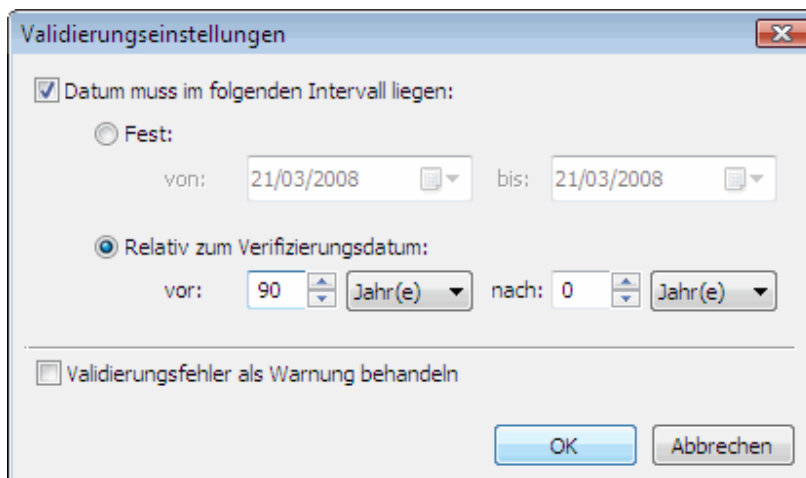 Validierungseinstellungen
Datum muss im folgenden Intervall liegen:
Fest:
von: 21/03/2008 bis: 21/03/2008
Relativ zum Verifizierungsdatum:
vor: 90 Jahr(e) nach: 0 Jahr(e)
Validierungsfehler als Warnung behandeln
OK Abbrechen